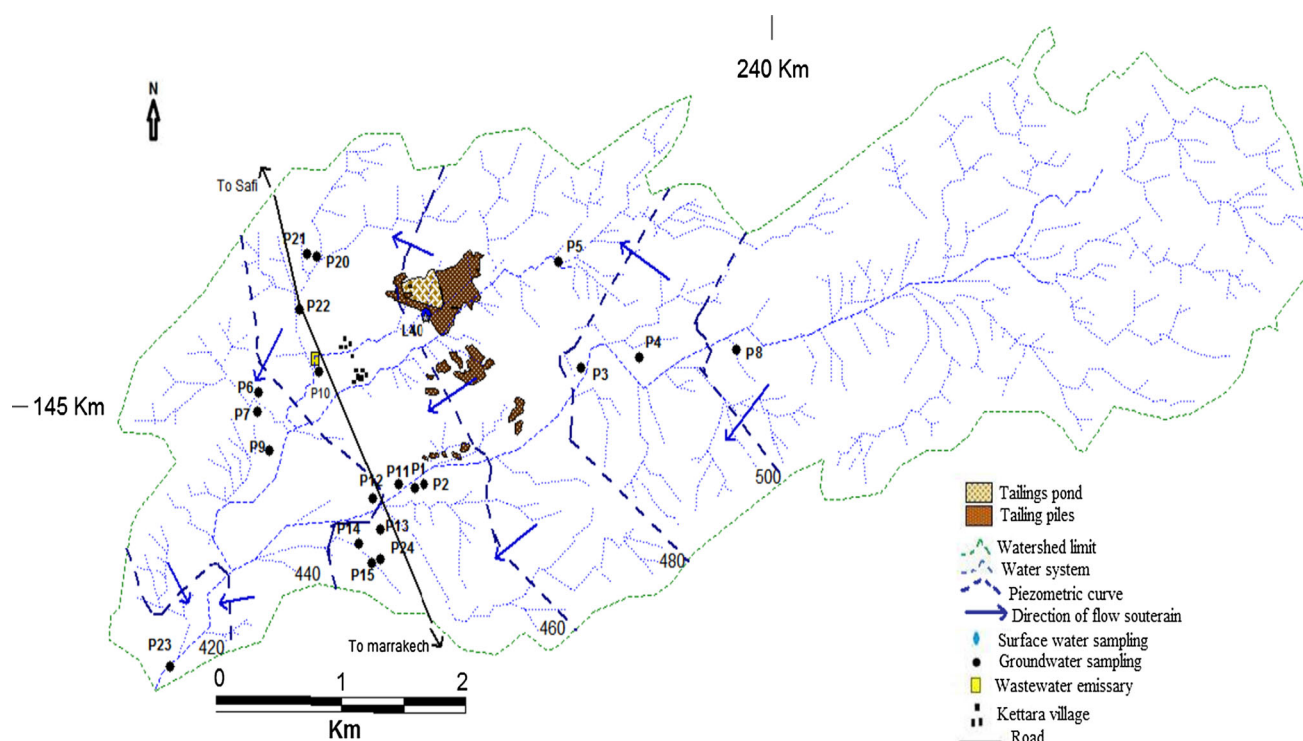 240 Km
N
To Safi
P21
P20
P5
P22
L40
P4
P8
P3
P6
P10
145 Km
P7
P9
500
P11 P1
P12
P2
P13
P14
P24
480
440
P15
460
P23
420
To marrakech
0 1 2
Km
Tailings pond
Tailing piles
Watershed limit
Water system
Piezometric curve
Direction of flow souterain
Surface water sampling
Groundwater sampling
Wastewater emissary
Kettara village
Road